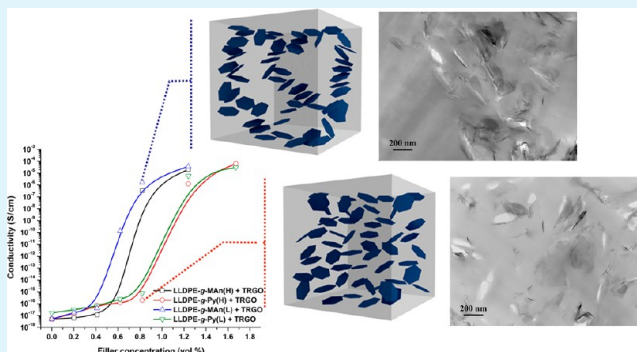 200 nm
200 nm
Conductivity (S/cm)
10⁻²
10⁻³
10⁻⁴
10⁻⁵
10⁻⁶
10⁻⁷
10⁻⁸
10⁻⁹
10⁻¹⁰
10⁻¹¹
10⁻¹²
10⁻¹³
10⁻¹⁴
10⁻¹⁵
10⁻¹⁶
10⁻¹⁷
10⁻¹⁸
LLDPE-g-MAn(H) + TRGO
LLDPE-g-Py(H) + TRGO
LLDPE-g-MAn(L) + TRGO
LLDPE-g-Py(L) + TRGO
0.0 0.2 0.4 0.6 0.8 1.0 1.2 1.4 1.6 1.8
Filler concentration (vol %)